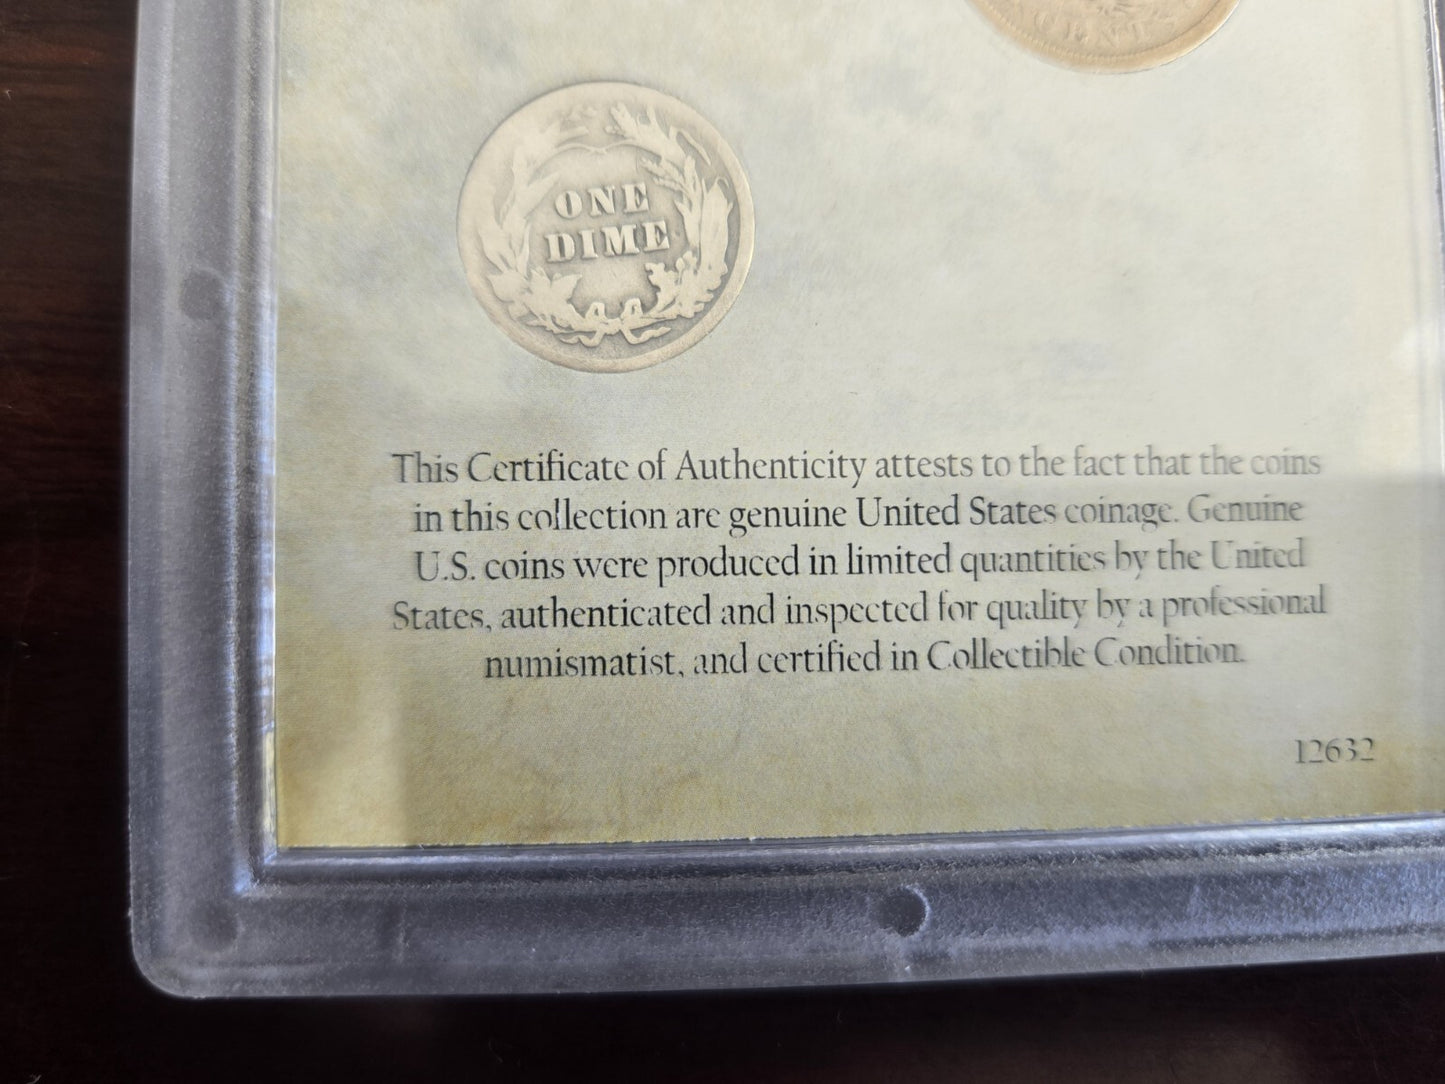 CENTS
ONE
DIME
This Certificate of Authenticity attests to the fact that the coins
in this collection are genuine United States coinage. Genuine
U.S. coins were produced in limited quantities by the United
States, authenticated and inspected for quality by a professional
numismatist, and certified in Collectible Condition.
12632